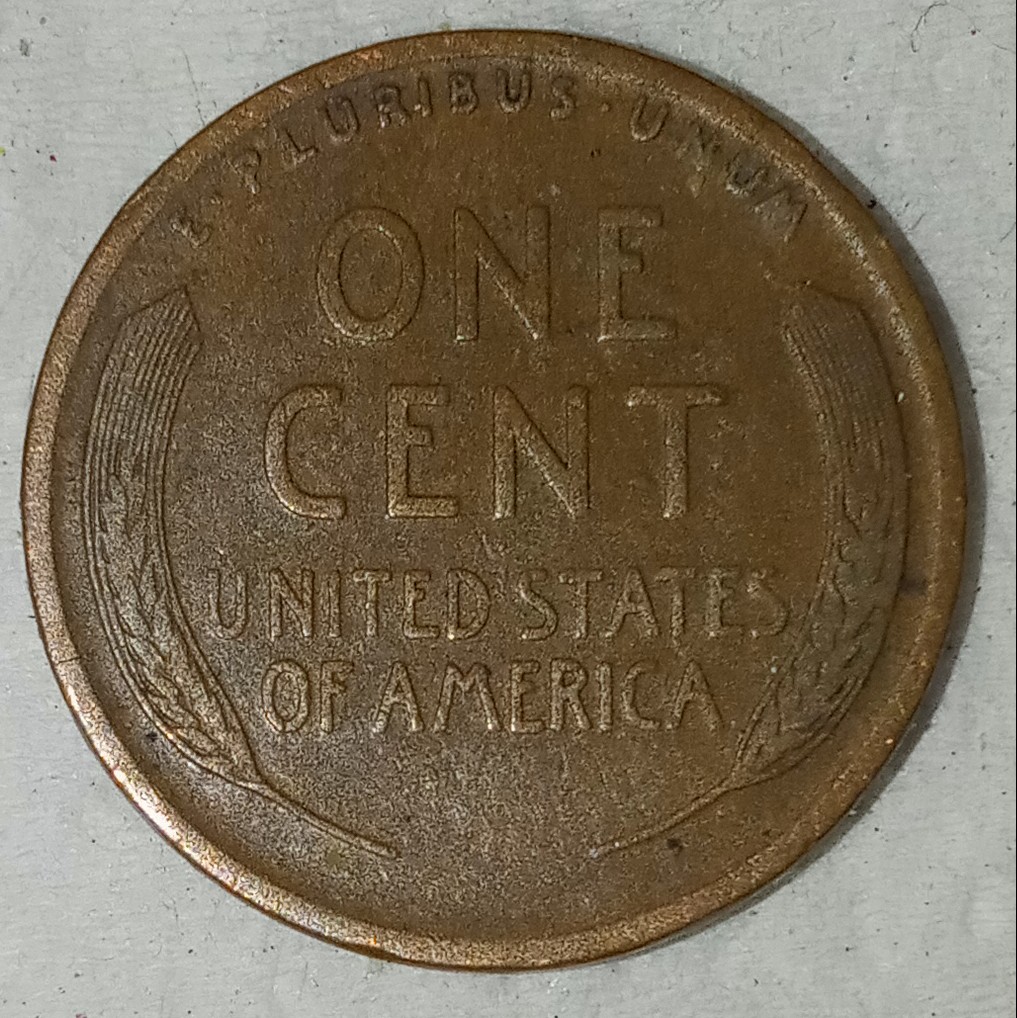 E · PLURIBUS · UNUM
ONE
CENT
UNITED STATES
OF AMERICA